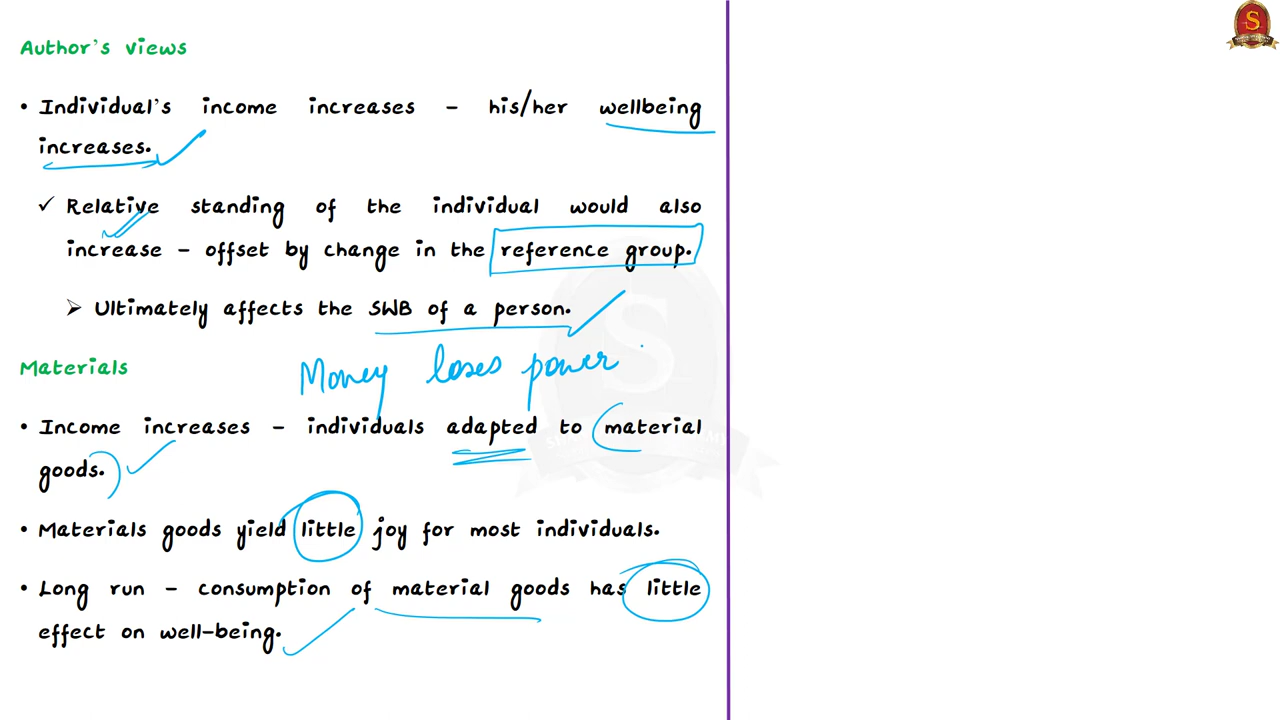 Author's views
• Individual's income increases – his/her wellbeing
increases.
✓ Relative standing of the individual would also
increase – offset by change in the reference group.
➢ Ultimately affects the SWB of a person.
Money loses power
Materials
• Income increases – individuals adapted to material
goods.
• Materials goods yield little joy for most individuals.
• Long run – consumption of material goods has little
effect on well-being.